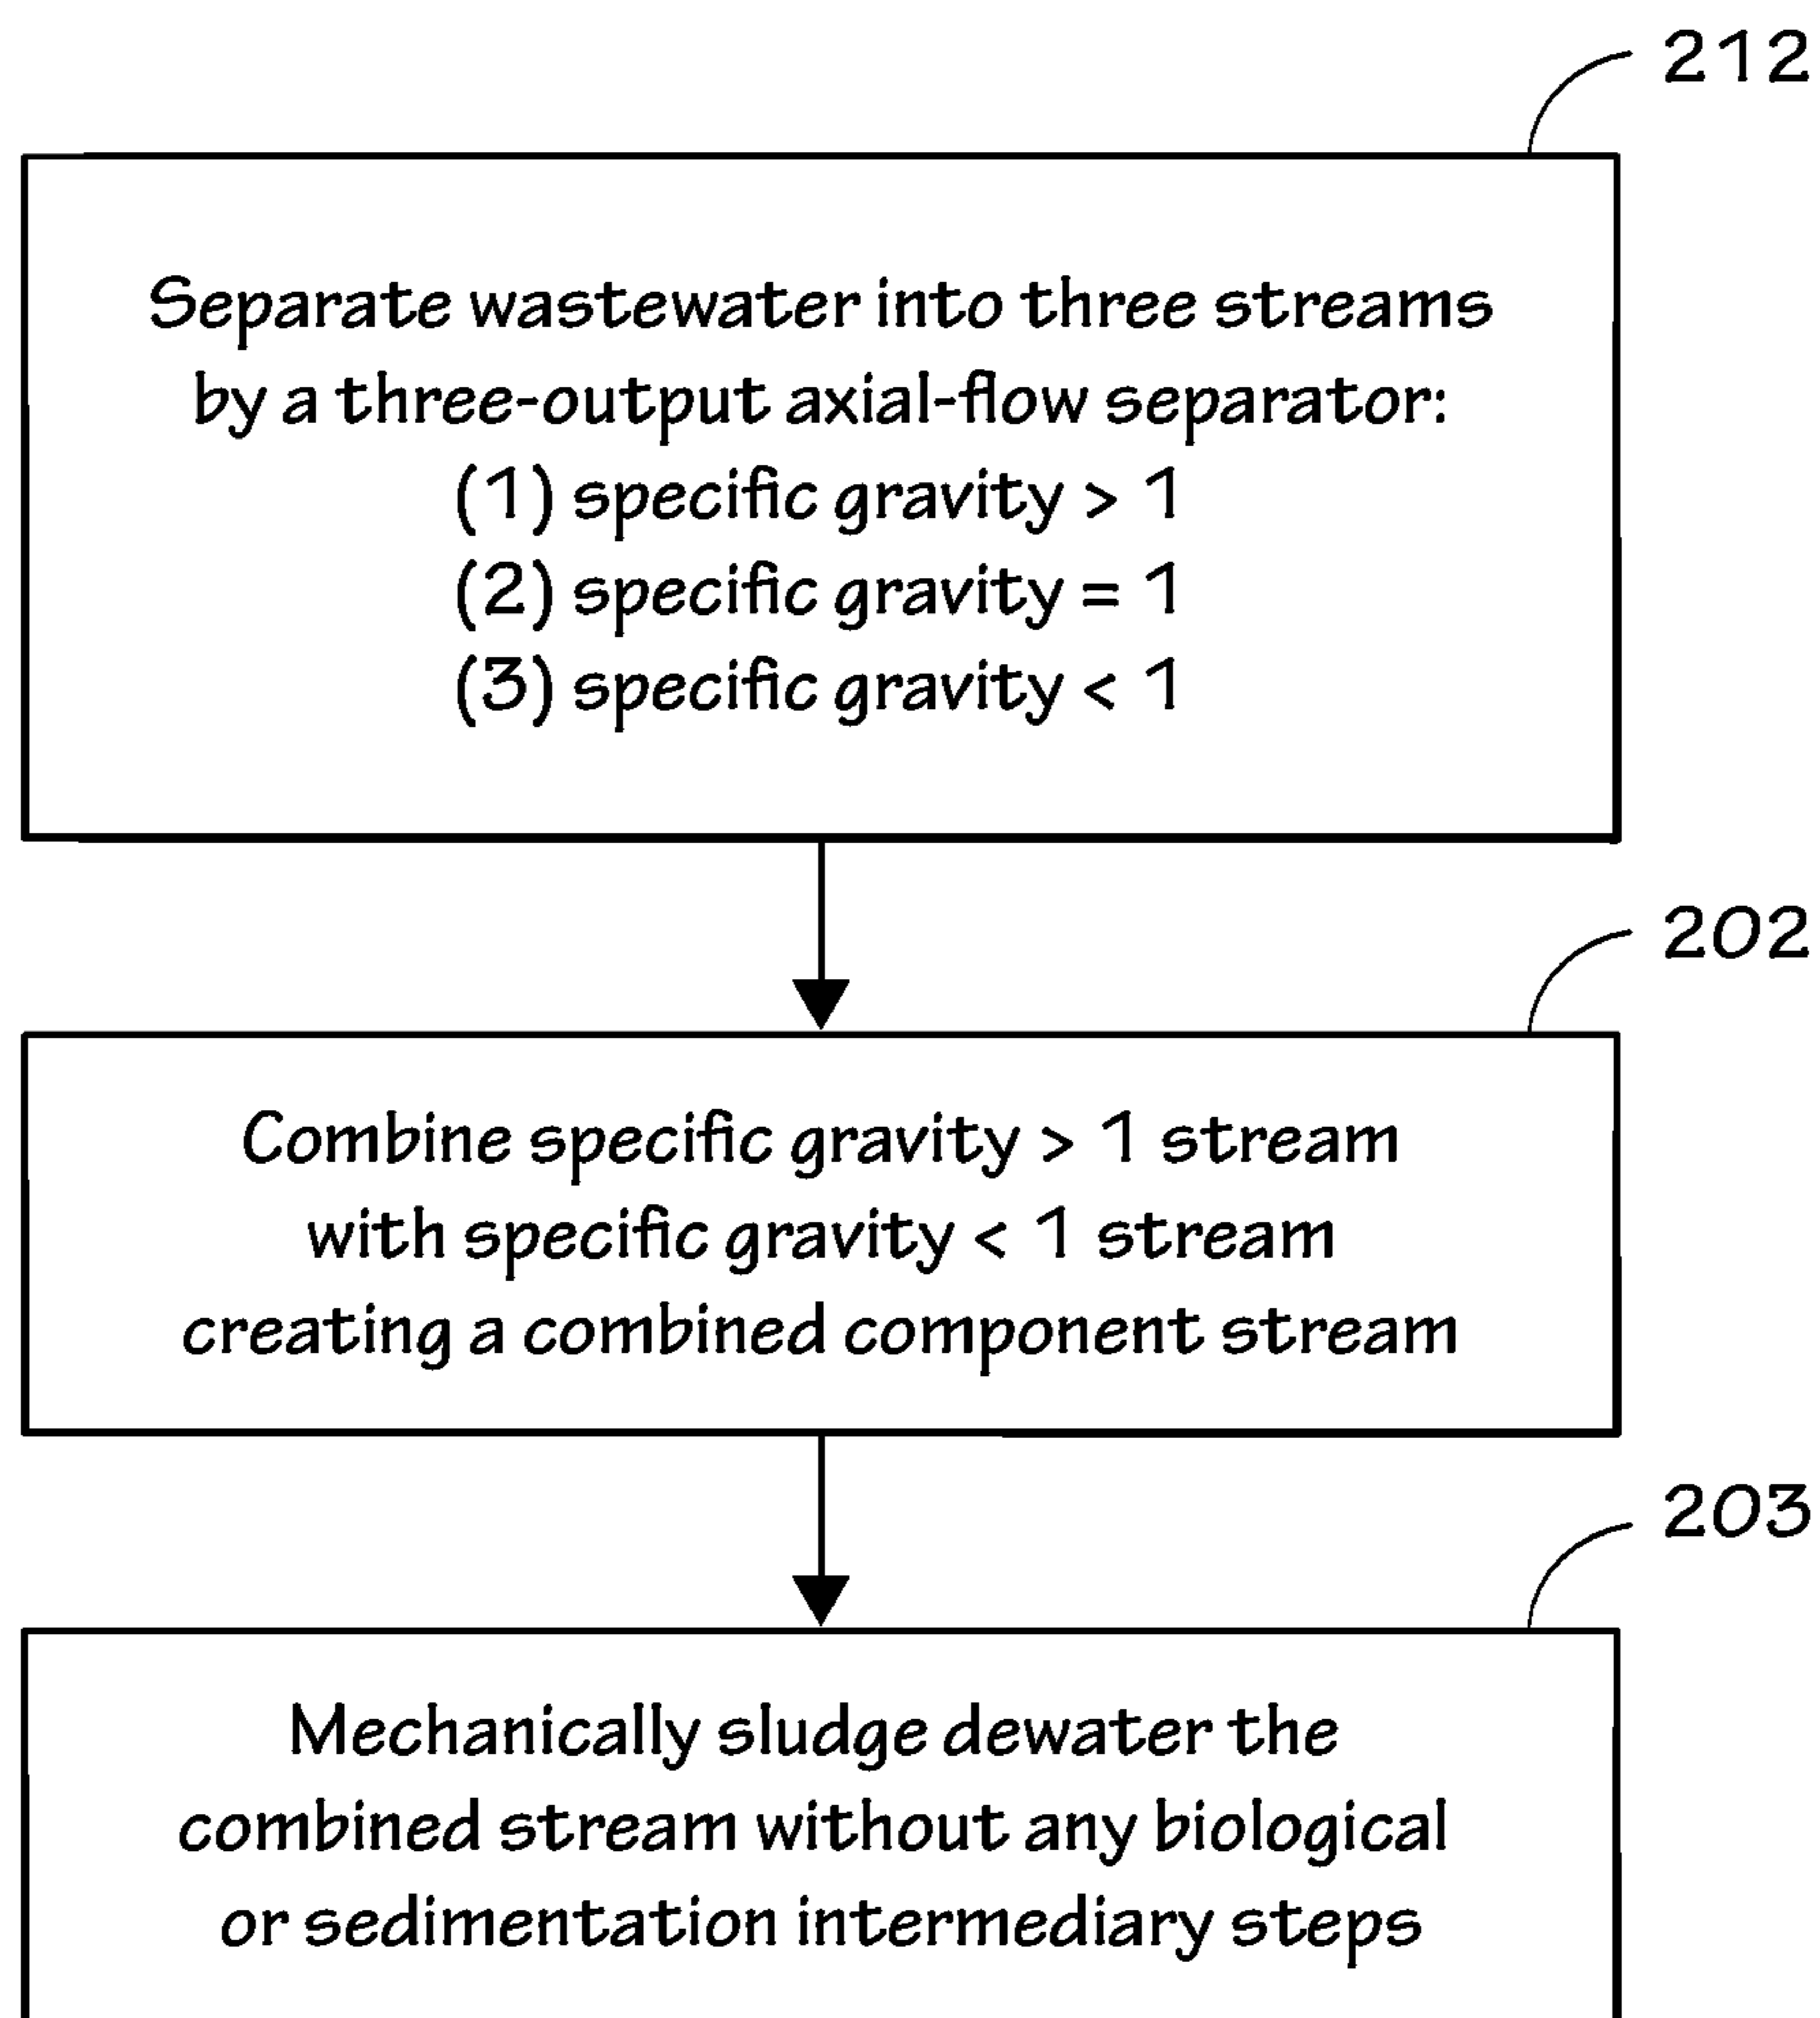 212
Separate wastewater into three streams
by a three-output axial-flow separator:
(1) specific gravity > 1
(2) specific gravity = 1
(3) specific gravity < 1
202
Combine specific gravity > 1 stream
with specific gravity < 1 stream
creating a combined component stream
203
Mechanically sludge dewater the
combined stream without any biological
or sedimentation intermediary steps